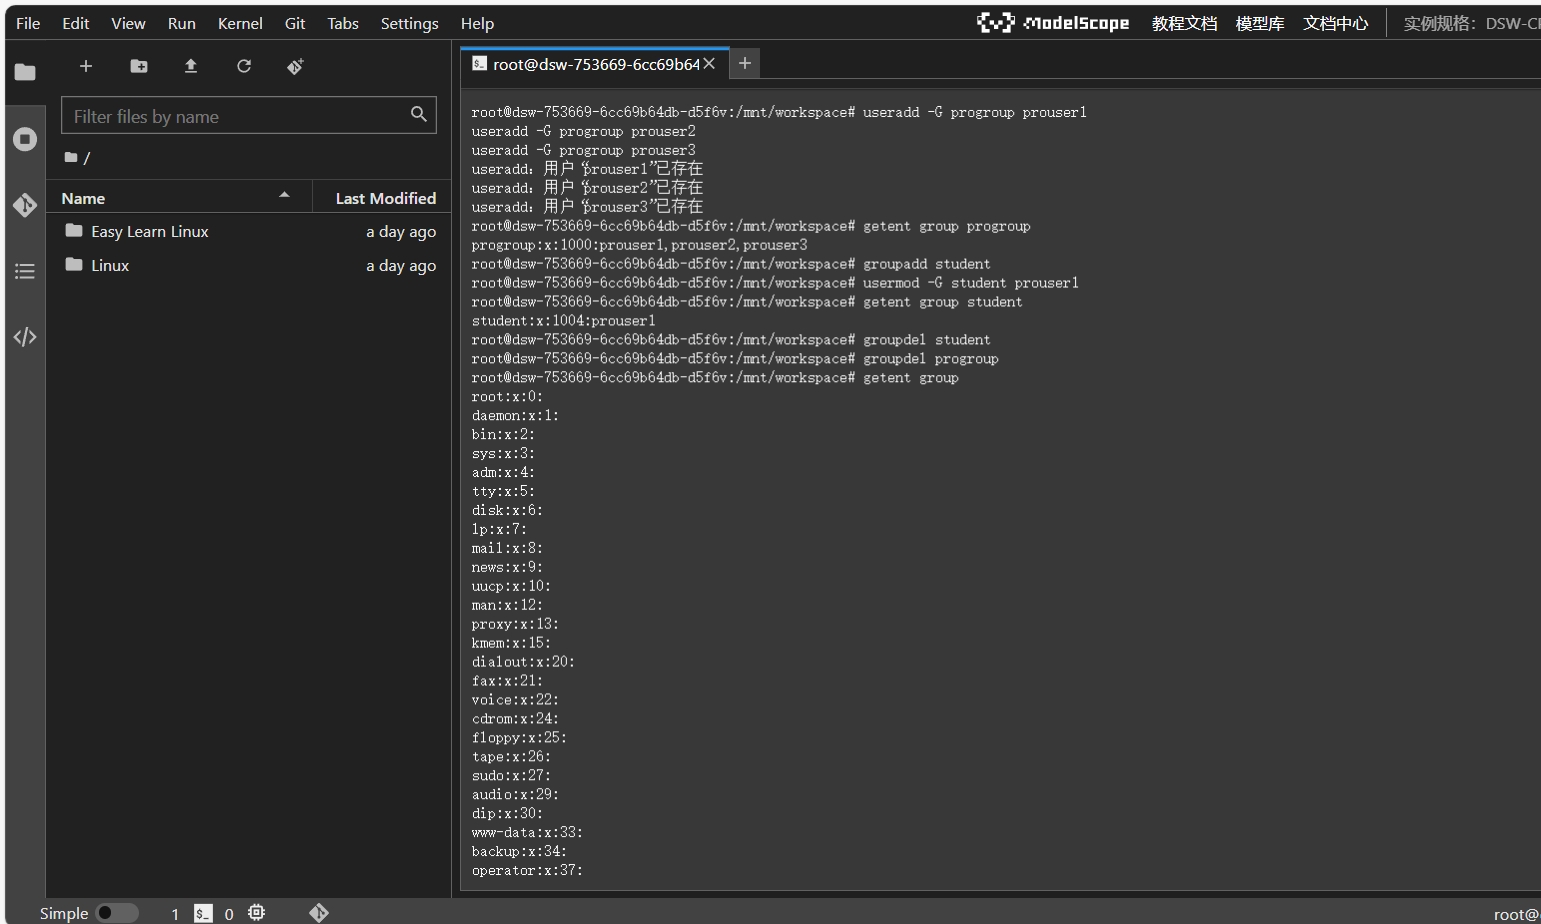 File Edit View Run Kernel Git Tabs Settings Help
ModelScope 教程文档 模型库 文档中心 实例规格: DSW-CP
root@dsw-753669-6cc69b64
Filter files by name
/
Name Last Modified
Easy Learn Linux a day ago
Linux a day ago
root@dsw-753669-6cc69b64db-d5f6v:/mnt/workspace# useradd -G progroup prouser1
useradd -G progroup prouser2
useradd -G progroup prouser3
useradd：用户“prouser1”已存在
useradd：用户“prouser2”已存在
useradd：用户“prouser3”已存在
root@dsw-753669-6cc69b64db-d5f6v:/mnt/workspace# getent group progroup
progroup:x:1000:prouser1,prouser2,prouser3
root@dsw-753669-6cc69b64db-d5f6v:/mnt/workspace# groupadd student
root@dsw-753669-6cc69b64db-d5f6v:/mnt/workspace# usermod -G student prouser1
root@dsw-753669-6cc69b64db-d5f6v:/mnt/workspace# getent group student
student:x:1004:prouser1
root@dsw-753669-6cc69b64db-d5f6v:/mnt/workspace# groupdel student
root@dsw-753669-6cc69b64db-d5f6v:/mnt/workspace# groupdel progroup
root@dsw-753669-6cc69b64db-d5f6v:/mnt/workspace# getent group
root:x:0:
daemon:x:1:
bin:x:2:
sys:x:3:
adm:x:4:
tty:x:5:
disk:x:6:
lp:x:7:
mail:x:8:
news:x:9:
uucp:x:10:
man:x:12:
proxy:x:13:
kmem:x:15:
dialout:x:20:
fax:x:21:
voice:x:22:
cdrom:x:24:
floppy:x:25:
tape:x:26:
sudo:x:27:
audio:x:29:
dip:x:30:
www-data:x:33:
backup:x:34:
operator:x:37:
Simple 1 $_ 0 root@